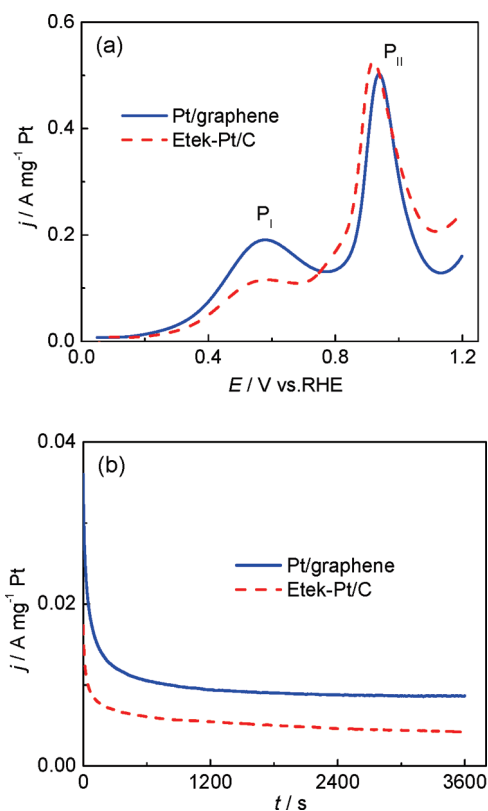 (a)
P_II
Pt/graphene
Etek-Pt/C
P_I
0.6
0.4
0.2
0.0
j / A mg⁻¹ Pt
0.0 0.4 0.8 1.2
E / V vs.RHE
(b)
Pt/graphene
Etek-Pt/C
0.04
0.02
0.00
j / A mg⁻¹ Pt
0 1200 2400 3600
t / s